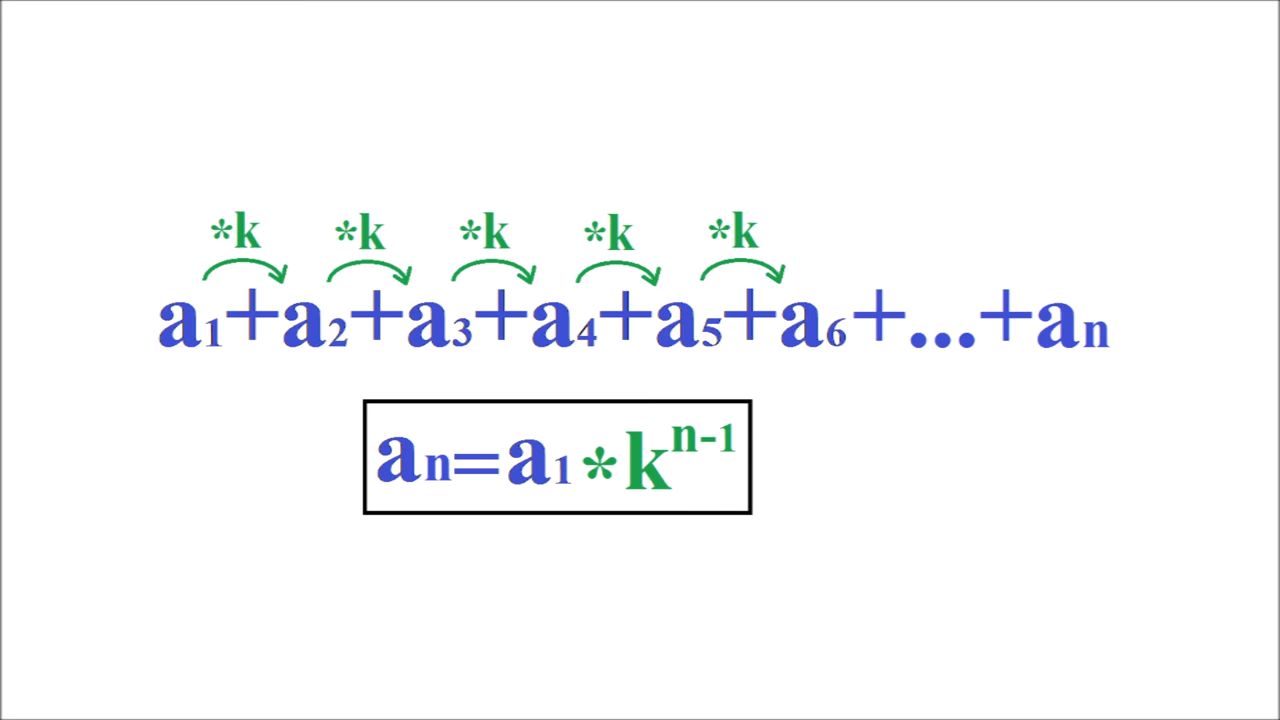 *k *k *k *k *k
a₁+a₂+a₃+a₄+a₅+a₆+...+aₙ
aₙ=a₁*kⁿ⁻¹